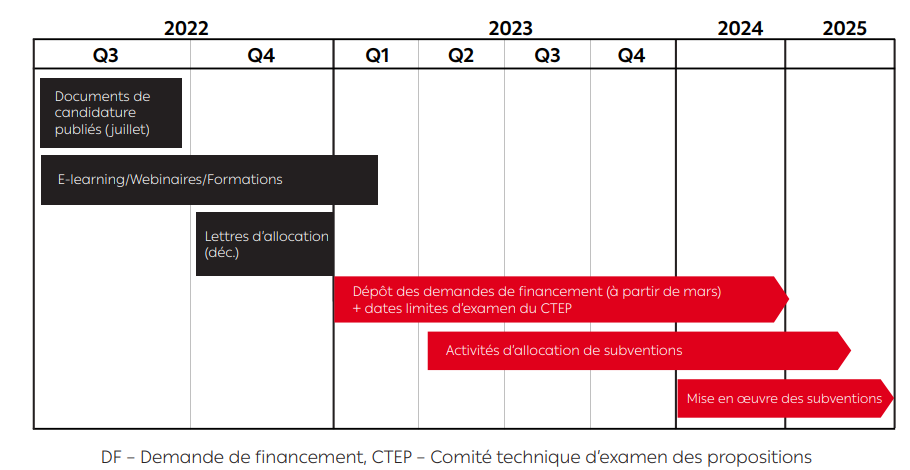 2022 2023 2024 2025
Q3 Q4 Q1 Q2 Q3 Q4
Documents de
candidature
publiés (juillet)
E-learning/Webinaires/Formations
Lettres d’allocation
(déc.)
Dépôt des demandes de financement (à partir de mars)
+ dates limites d’examen du CTEP
Activités d’allocation de subventions
Mise en œuvre des subventions
DF – Demande de financement, CTEP – Comité technique d’examen des propositions